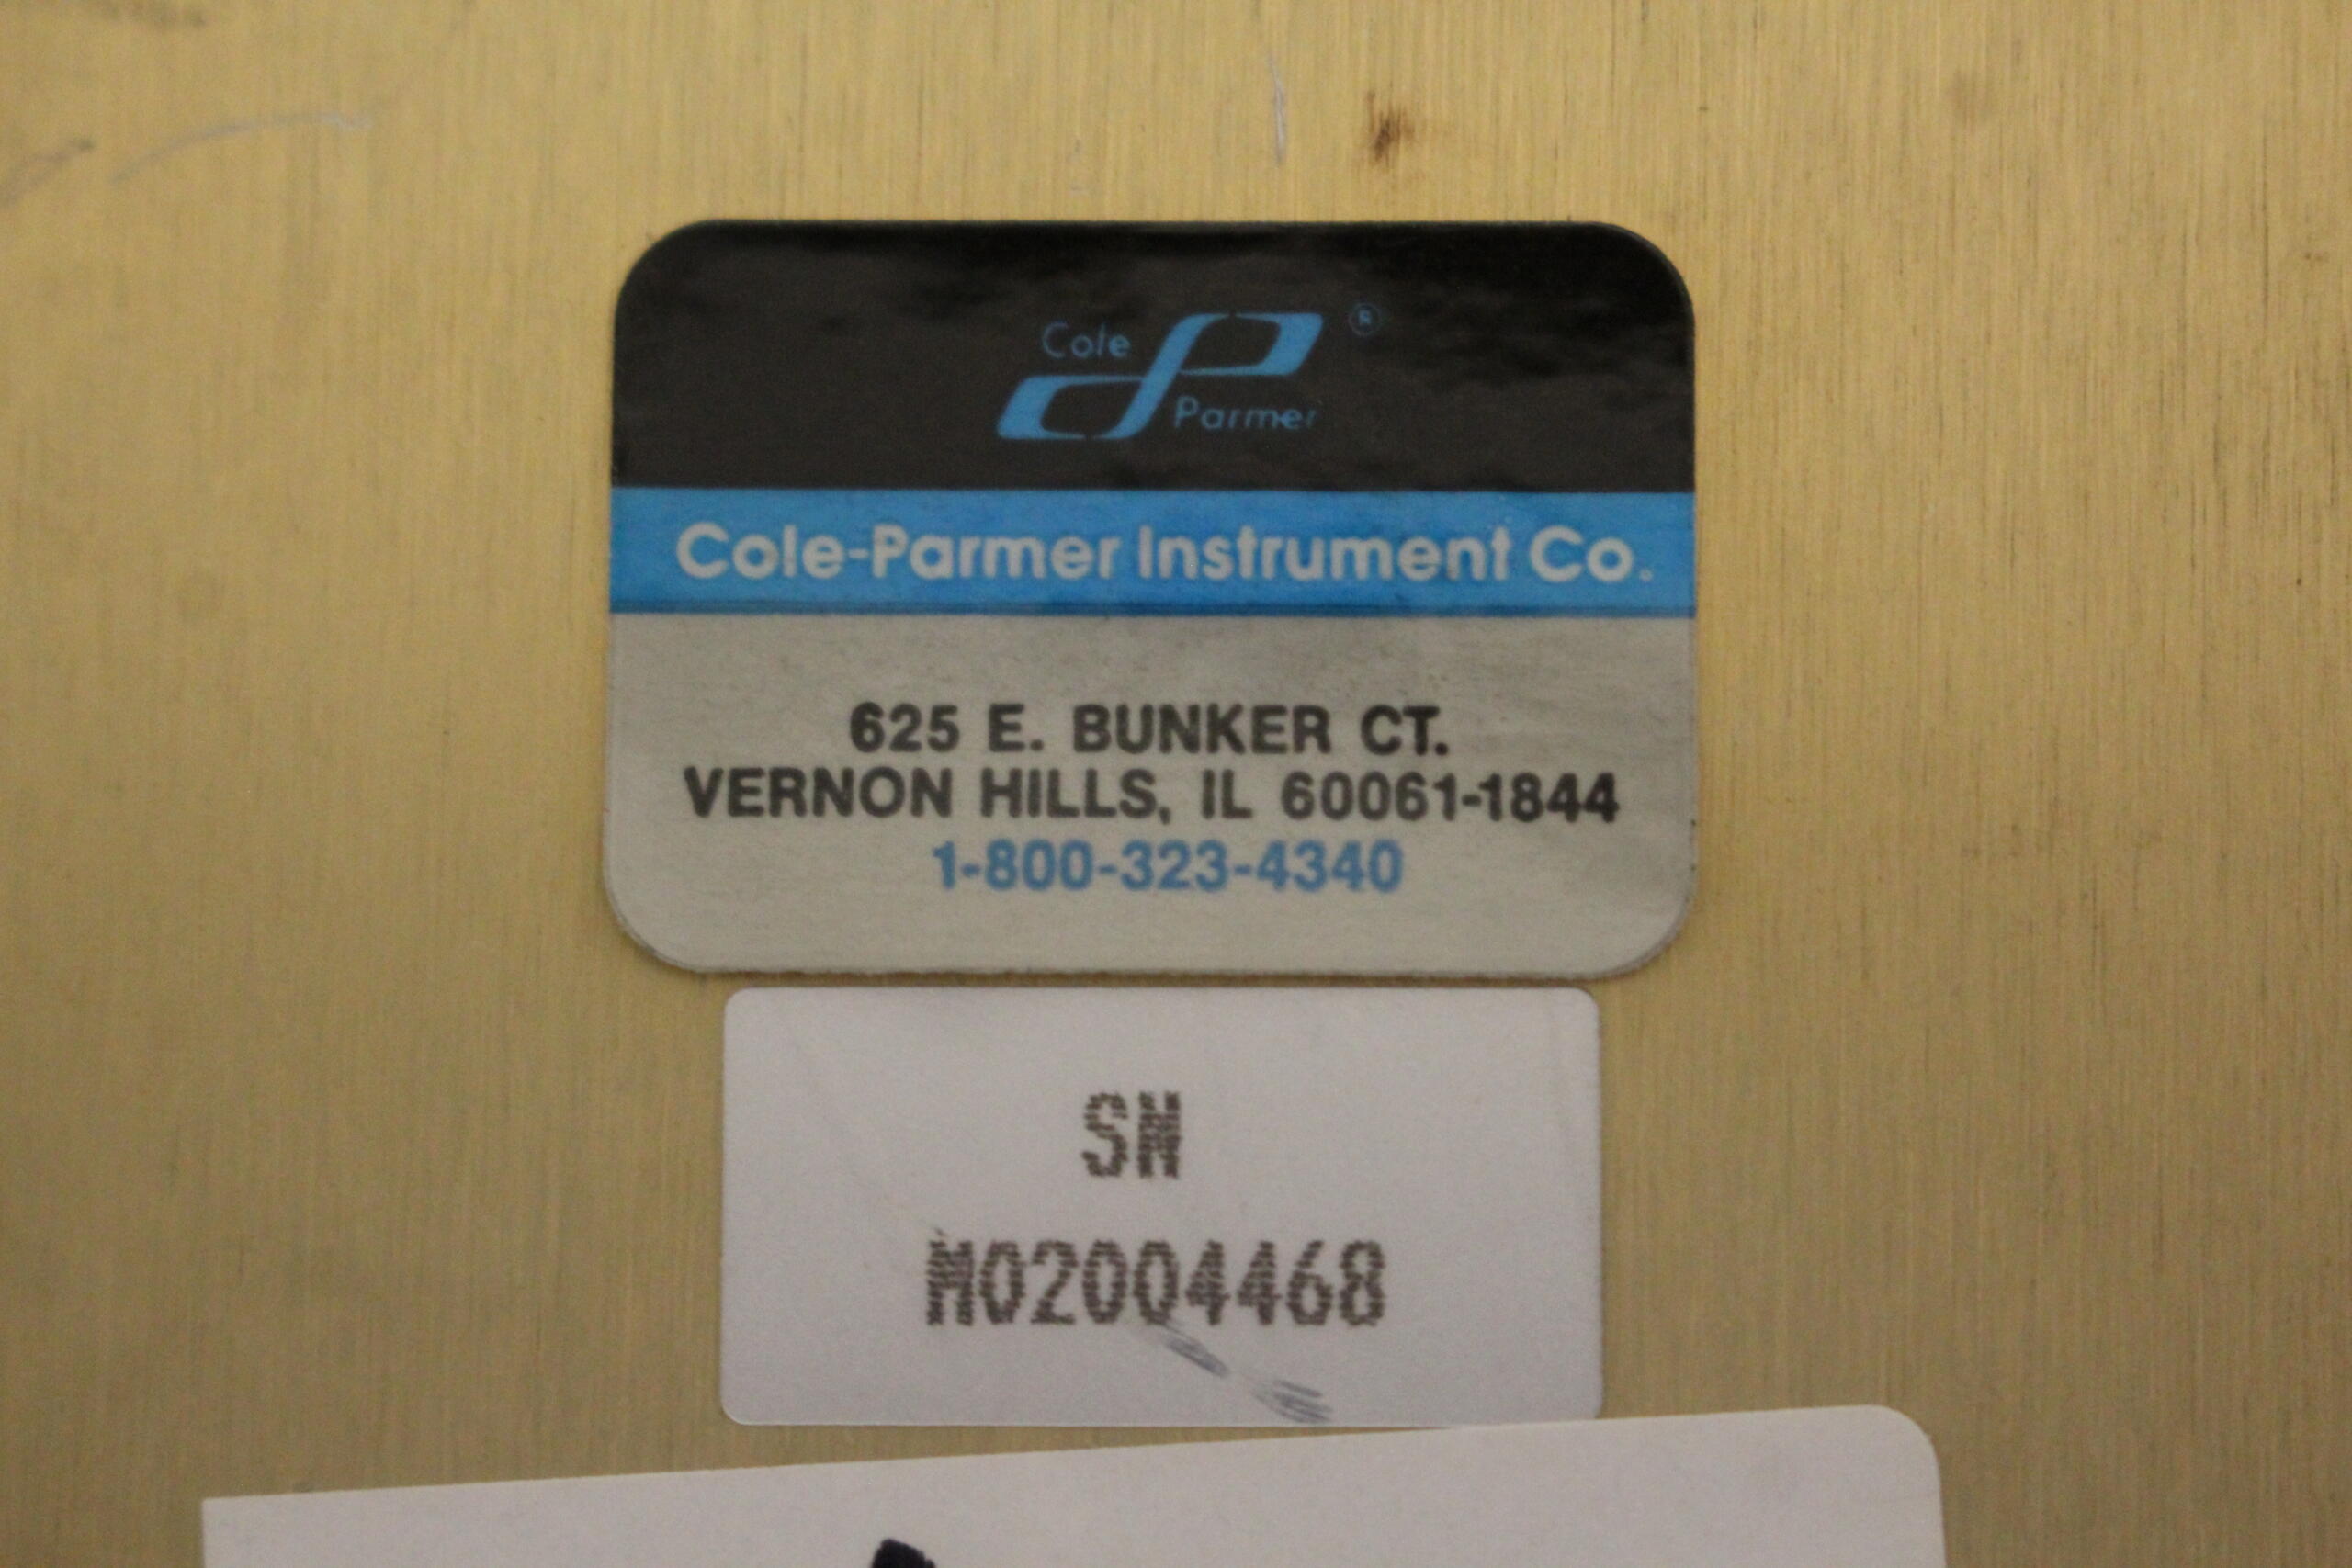 Cole
Parmer
®
Cole-Parmer Instrument Co.
625 E. BUNKER CT.
VERNON HILLS, IL 60061-1844
1-800-323-4340
SN
M02004468